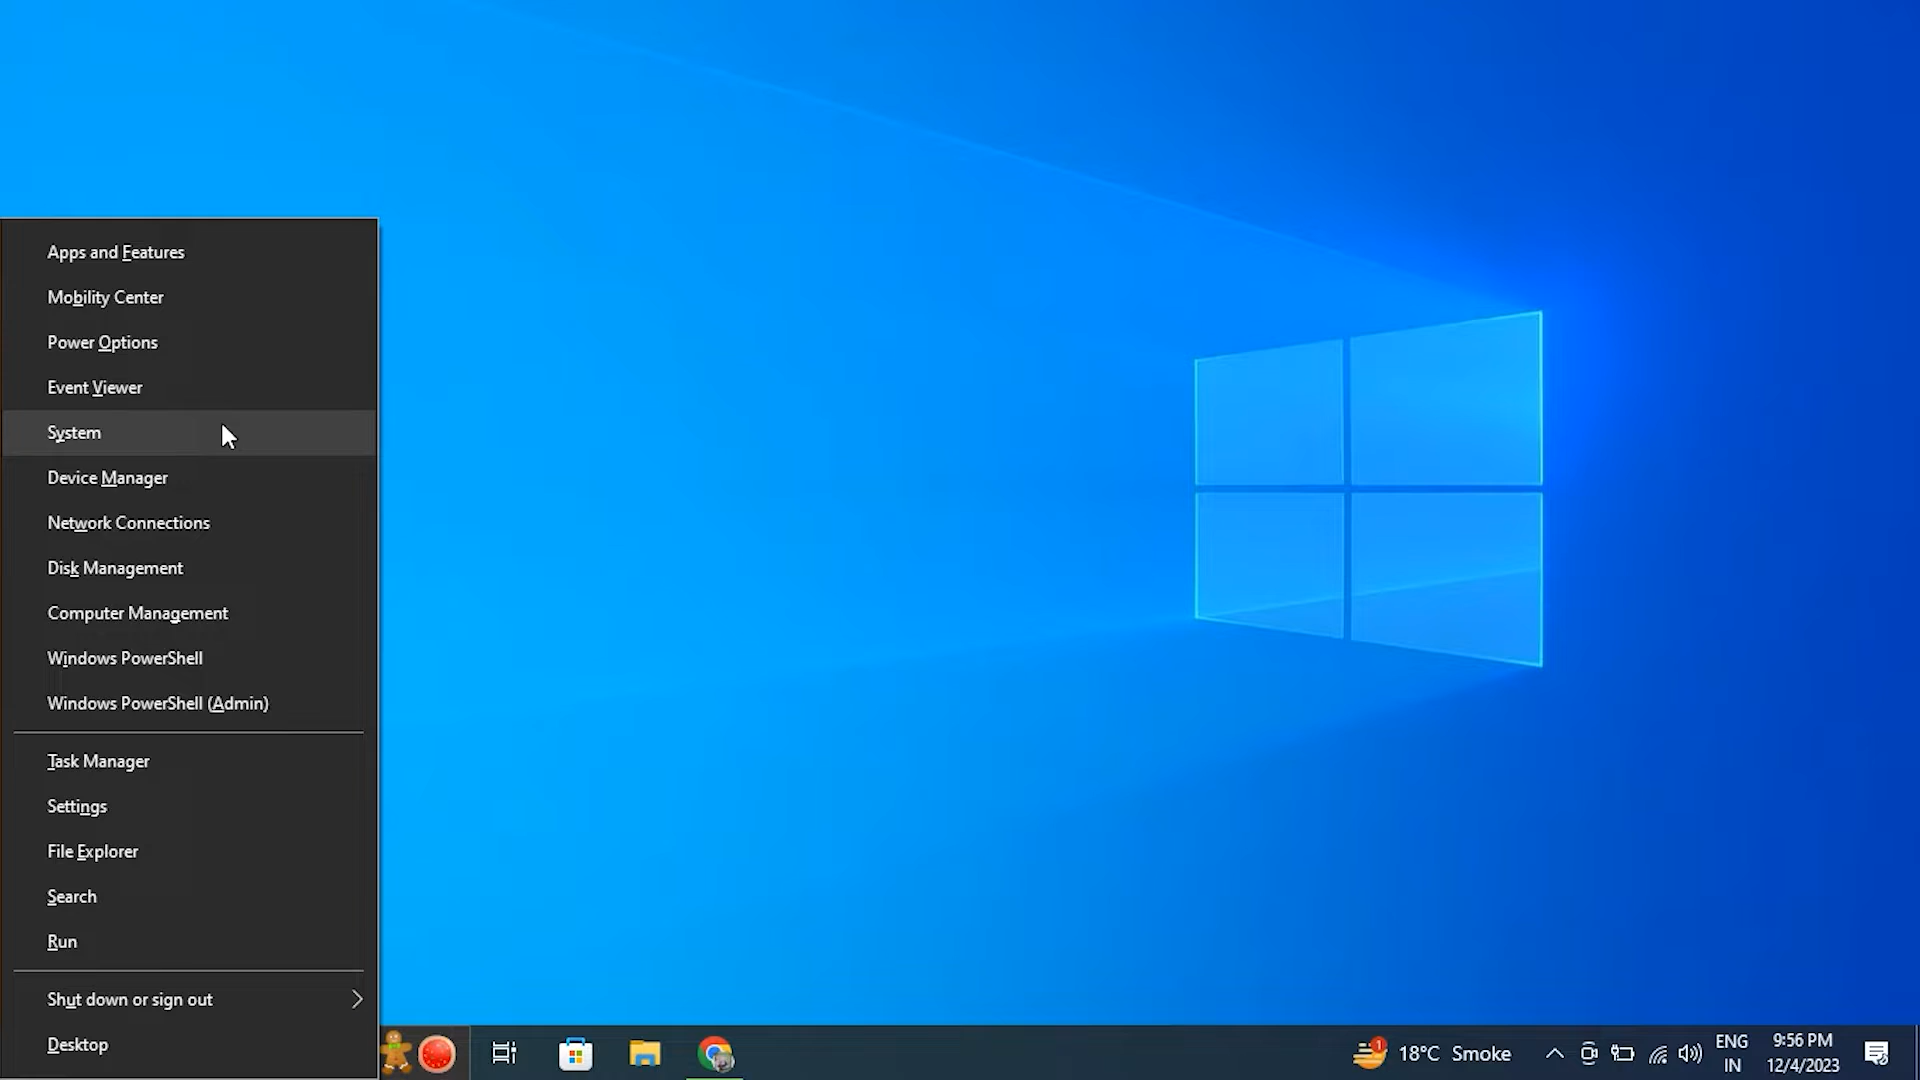 Apps and Features
Mobility Center
Power Options
Event Viewer
System
Device Manager
Network Connections
Disk Management
Computer Management
Windows PowerShell
Windows PowerShell (Admin)
Task Manager
Settings
File Explorer
Search
Run
Shut down or sign out
Desktop
1
18°C Smoke
ENG
IN
9:56 PM
12/4/2023